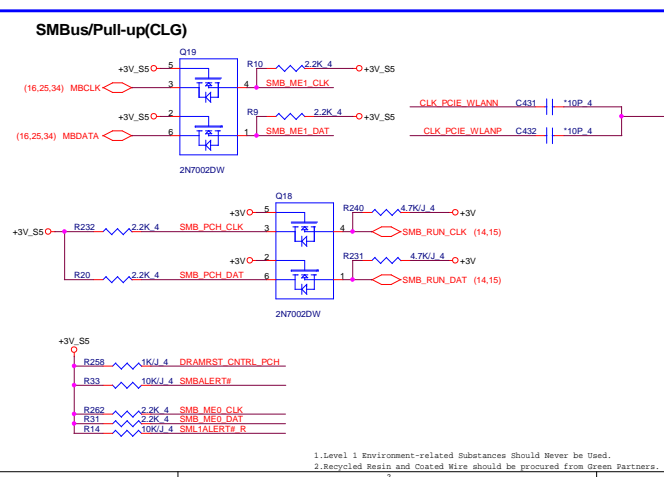 SMBus/Pull-up(CLG)
Q19
+3V_S5 5 R10 2.2K_4 +3V_S5
(16,25,34) MBCLK 3 4 SMB_ME1_CLK
CLK_PCIE_WLANN C431 *10P_4
+3V_S5 2 R9 2.2K_4 +3V_S5
(16,25,34) MBDATA 6 1 SMB_ME1_DAT
CLK_PCIE_WLANP C432 *10P_4
2N7002DW
Q18
+3V 5 R240 4.7K/J_4 +3V
+3V_S5 R232 2.2K_4 SMB_PCH_CLK 3 4 SMB_RUN_CLK (14,15)
+3V 2 R231 4.7K/J_4 +3V
R20 2.2K_4 SMB_PCH_DAT 6 1 SMB_RUN_DAT (14,15)
2N7002DW
+3V_S5
R258 1K/J_4 DRAMRST_CNTRL_PCH
R33 10K/J_4 SMBALERT#
R262 2.2K_4 SMB_ME0_CLK
R31 2.2K_4 SMB_ME0_DAT
R14 10K/J_4 SML1ALERT#_R
1.Level 1 Environment-related Substances Should Never be Used.
2.Recycled Resin and Coated Wire should be procured from Green Partners.